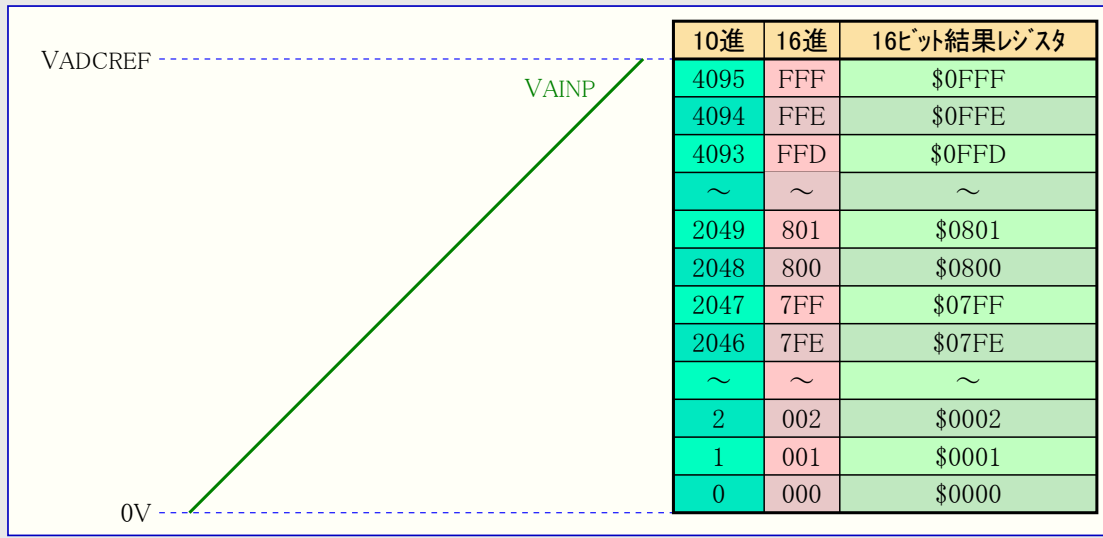 VADCREF
VAINP
0V
10進 16進 16ビット結果レジスタ
4095 FFF $0FFF
4094 FFE $0FFE
4093 FFD $0FFD
～ ～ ～
2049 801 $0801
2048 800 $0800
2047 7FF $07FF
2046 7FE $07FE
～ ～ ～
2 002 $0002
1 001 $0001
0 000 $0000